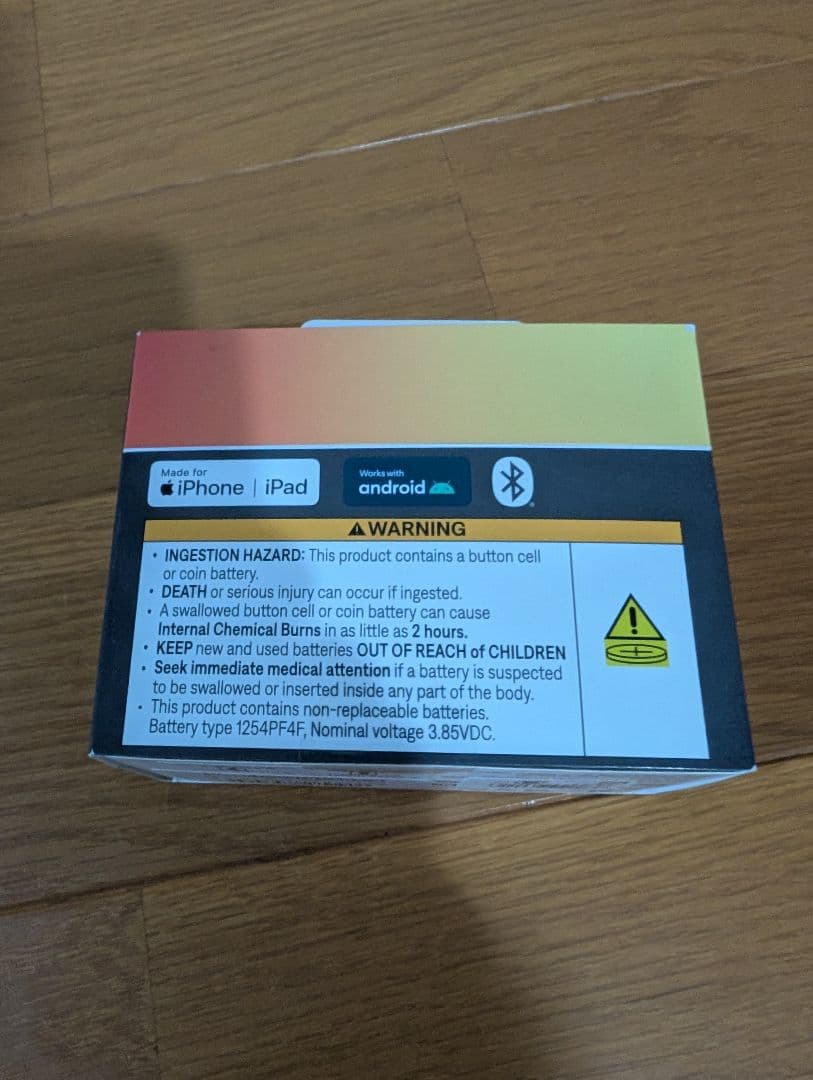 Made for
iPhone | iPad
Works with
android
WARNING
• INGESTION HAZARD: This product contains a button cell
or coin battery.
• DEATH or serious injury can occur if ingested.
• A swallowed button cell or coin battery can cause
Internal Chemical Burns in as little as 2 hours.
• KEEP new and used batteries OUT OF REACH of CHILDREN
• Seek immediate medical attention if a battery is suspected
to be swallowed or inserted inside any part of the body.
• This product contains non-replaceable batteries.
Battery type 1254PF4F, Nominal voltage 3.85VDC.